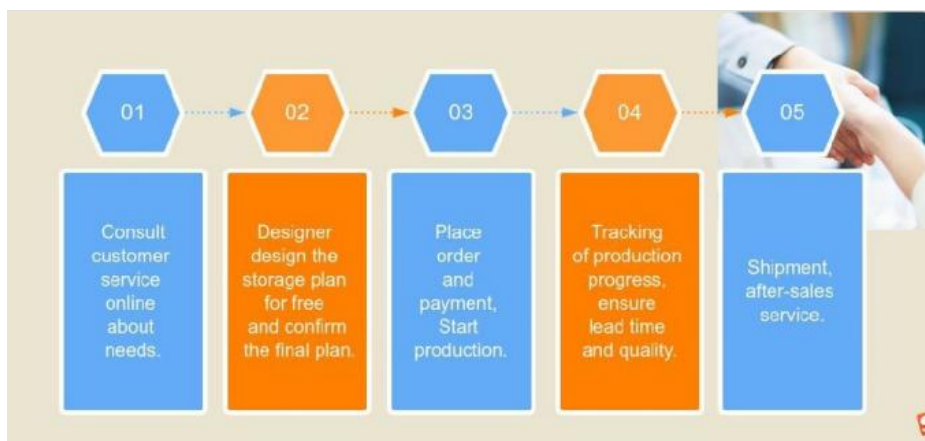 01
02
03
04
05
Consult
customer
service
online
about
needs.
Designer
design the
storage plan
for free
and confirm
the final plan.
Place
order
and
payment,
Start
production.
Tracking
of production
progress,
ensure
lead time
and quality.
Shipment,
after-sales
service.